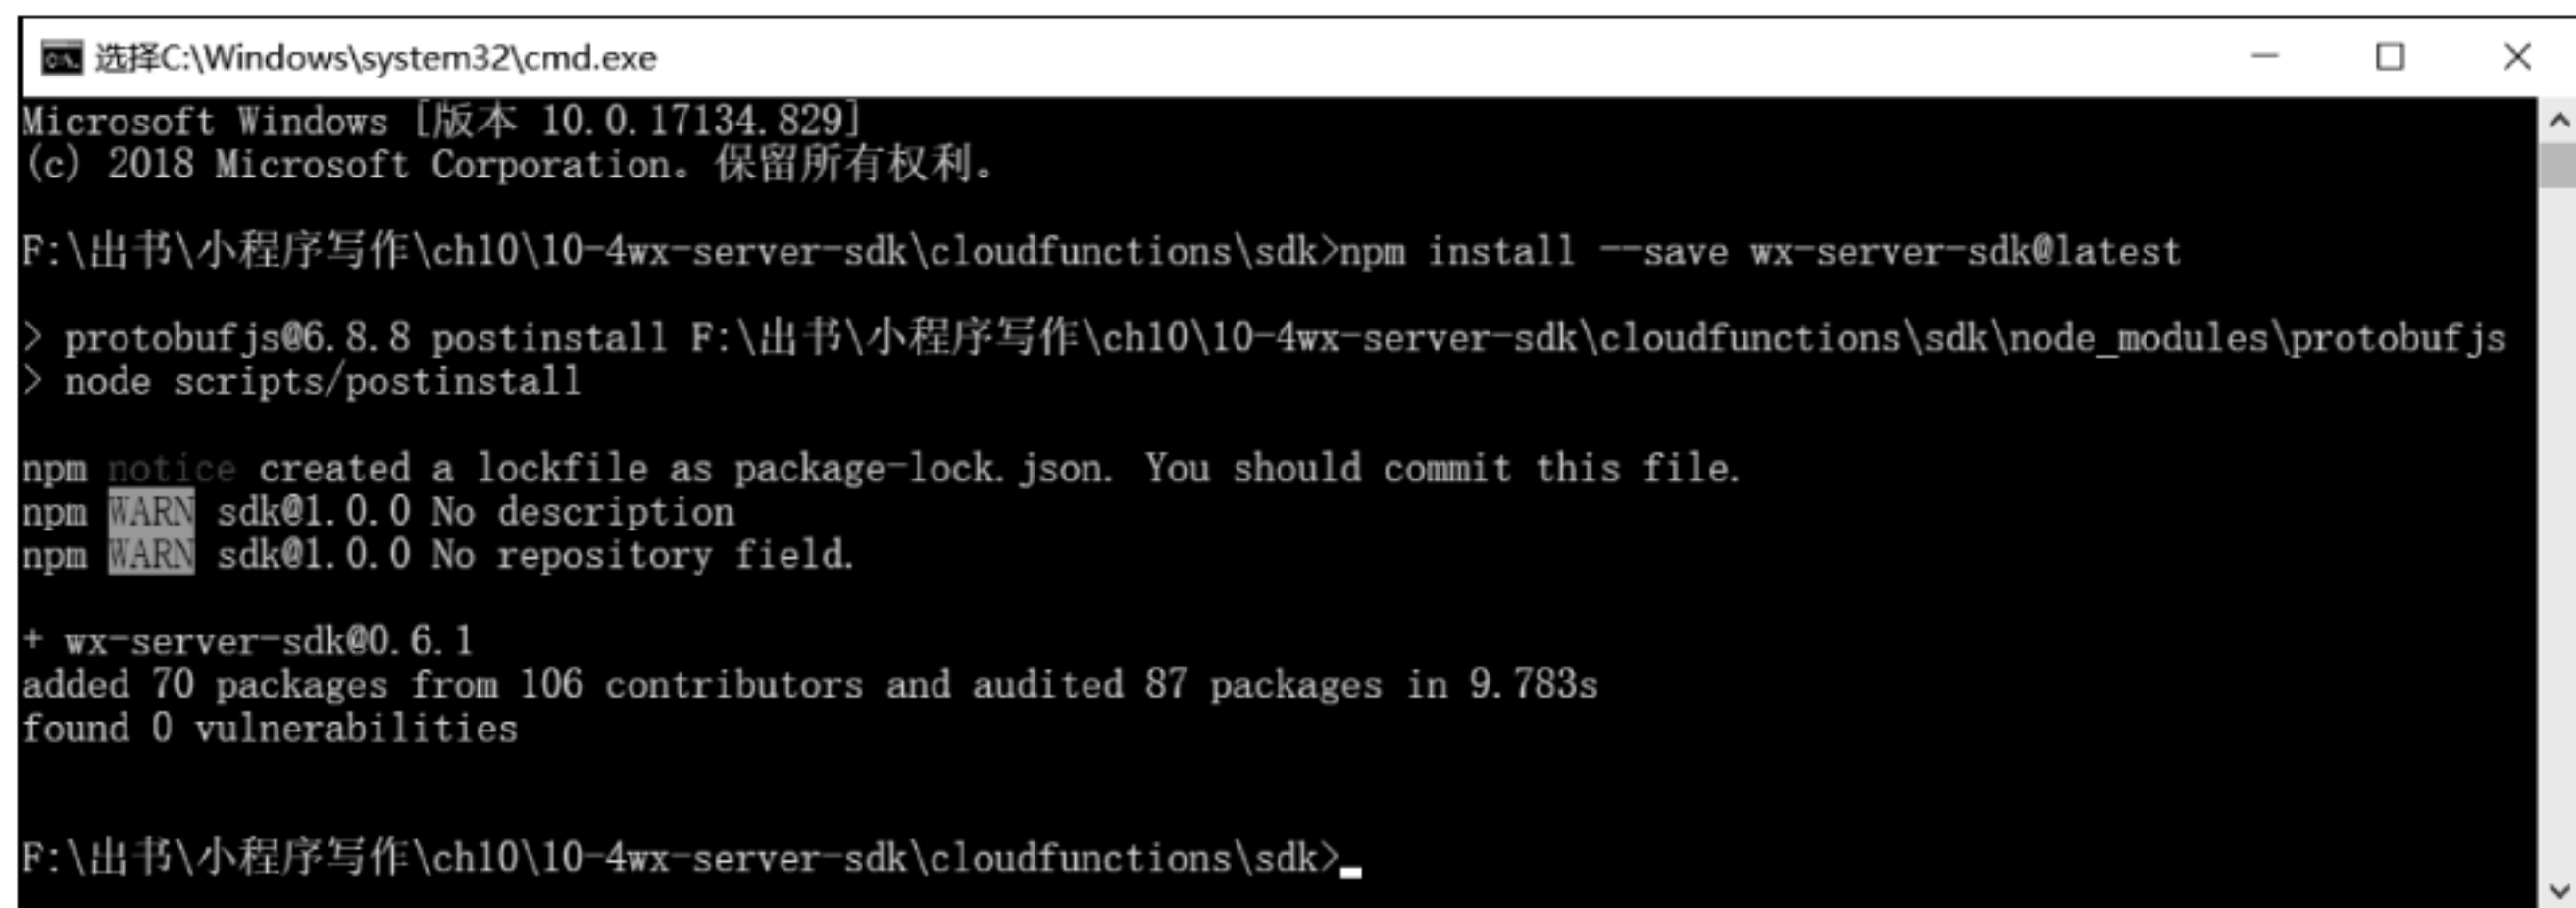 选择C:\Windows\system32\cmd.exe
Microsoft Windows [版本 10.0.17134.829]
(c) 2018 Microsoft Corporation。保留所有权利。
F:\出书\小程序写作\ch10\10-4wx-server-sdk\cloudfunctions\sdk>npm install --save wx-server-sdk@latest
> protobufjs@6.8.8 postinstall F:\出书\小程序写作\ch10\10-4wx-server-sdk\cloudfunctions\sdk\node_modules\protobufjs
> node scripts/postinstall
npm notice created a lockfile as package-lock.json. You should commit this file.
npm WARN sdk@1.0.0 No description
npm WARN sdk@1.0.0 No repository field.
+ wx-server-sdk@0.6.1
added 70 packages from 106 contributors and audited 87 packages in 9.783s
found 0 vulnerabilities
F:\出书\小程序写作\ch10\10-4wx-server-sdk\cloudfunctions\sdk>